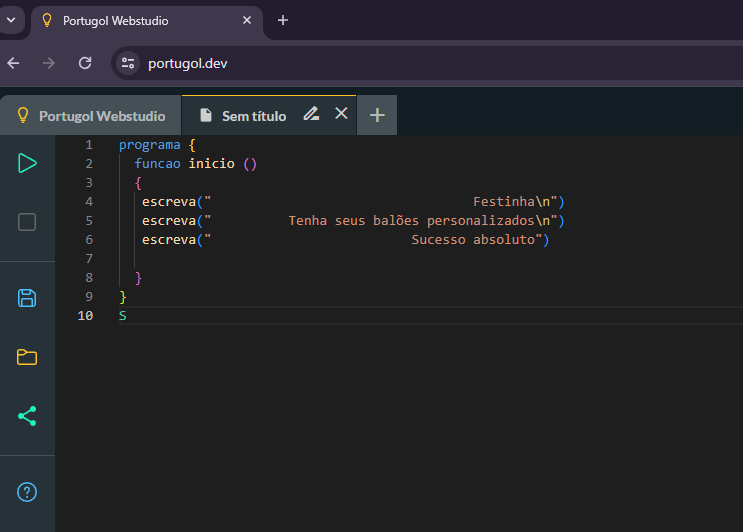 Portugol Webstudio
portugol.dev
Portugol Webstudio Sem título
1 programa {
2 funcao inicio ()
3 {
4 escreva(" Festinha\n")
5 escreva(" Tenha seus balões personalizados\n")
6 escreva(" Sucesso absoluto")
7
8 }
9 }
10 S